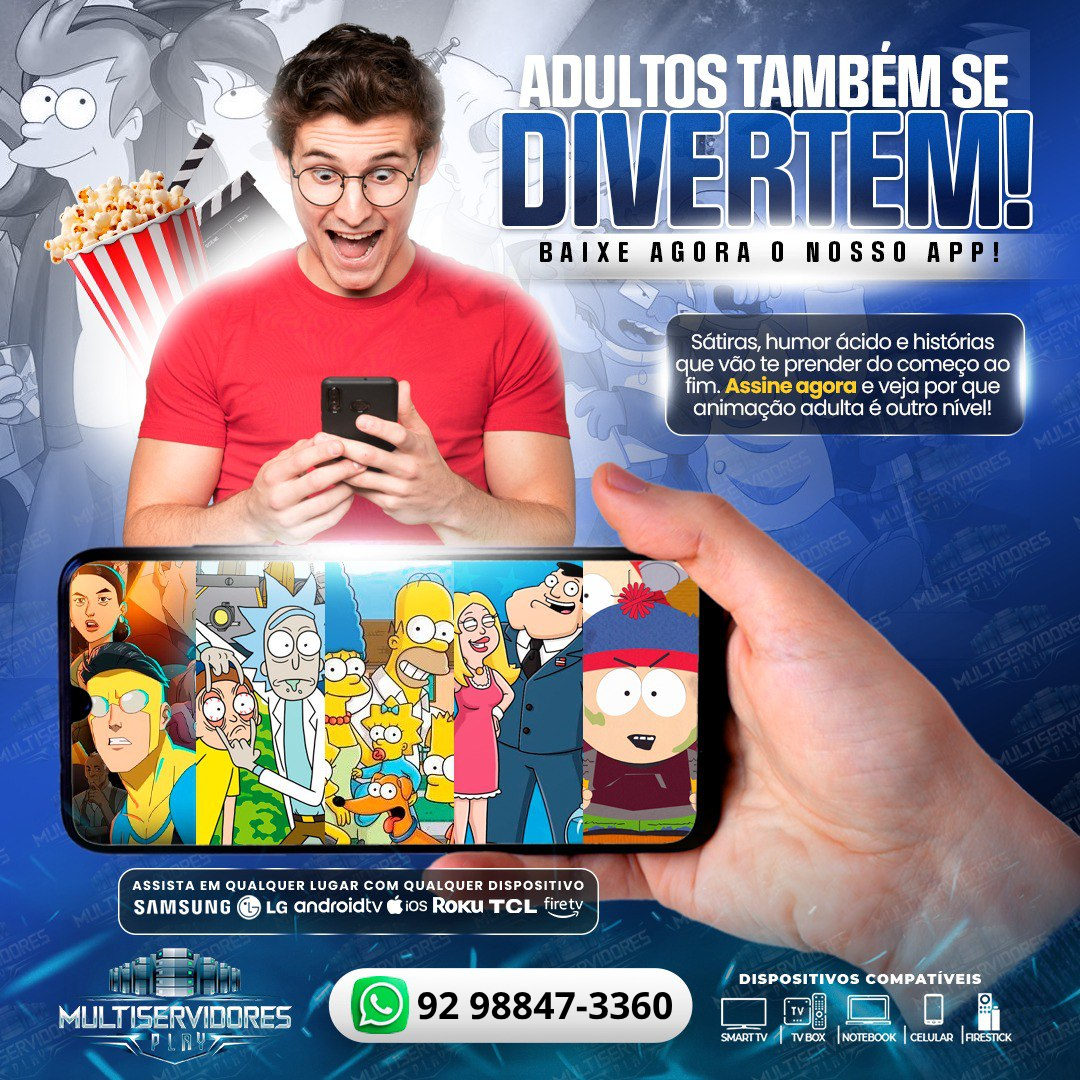 ADULTOS TAMBÉM SE
DIVERTEM!
BAIXE AGORA O NOSSO APP!
Sátiras, humor ácido e histórias
que vão te prender do começo ao
fim. Assine agora e veja por que
animação adulta é outro nível!
ASSISTA EM QUALQUER LUGAR COM QUALQUER DISPOSITIVO
SAMSUNG LG androidtv iOS ROKU TCL firetv
MULTISERVIDORES
PLAY
92 98847-3360
DISPOSITIVOS COMPATÍVEIS
TV
SMART TV | TV BOX | NOTEBOOK | CELULAR | FIRESTICK